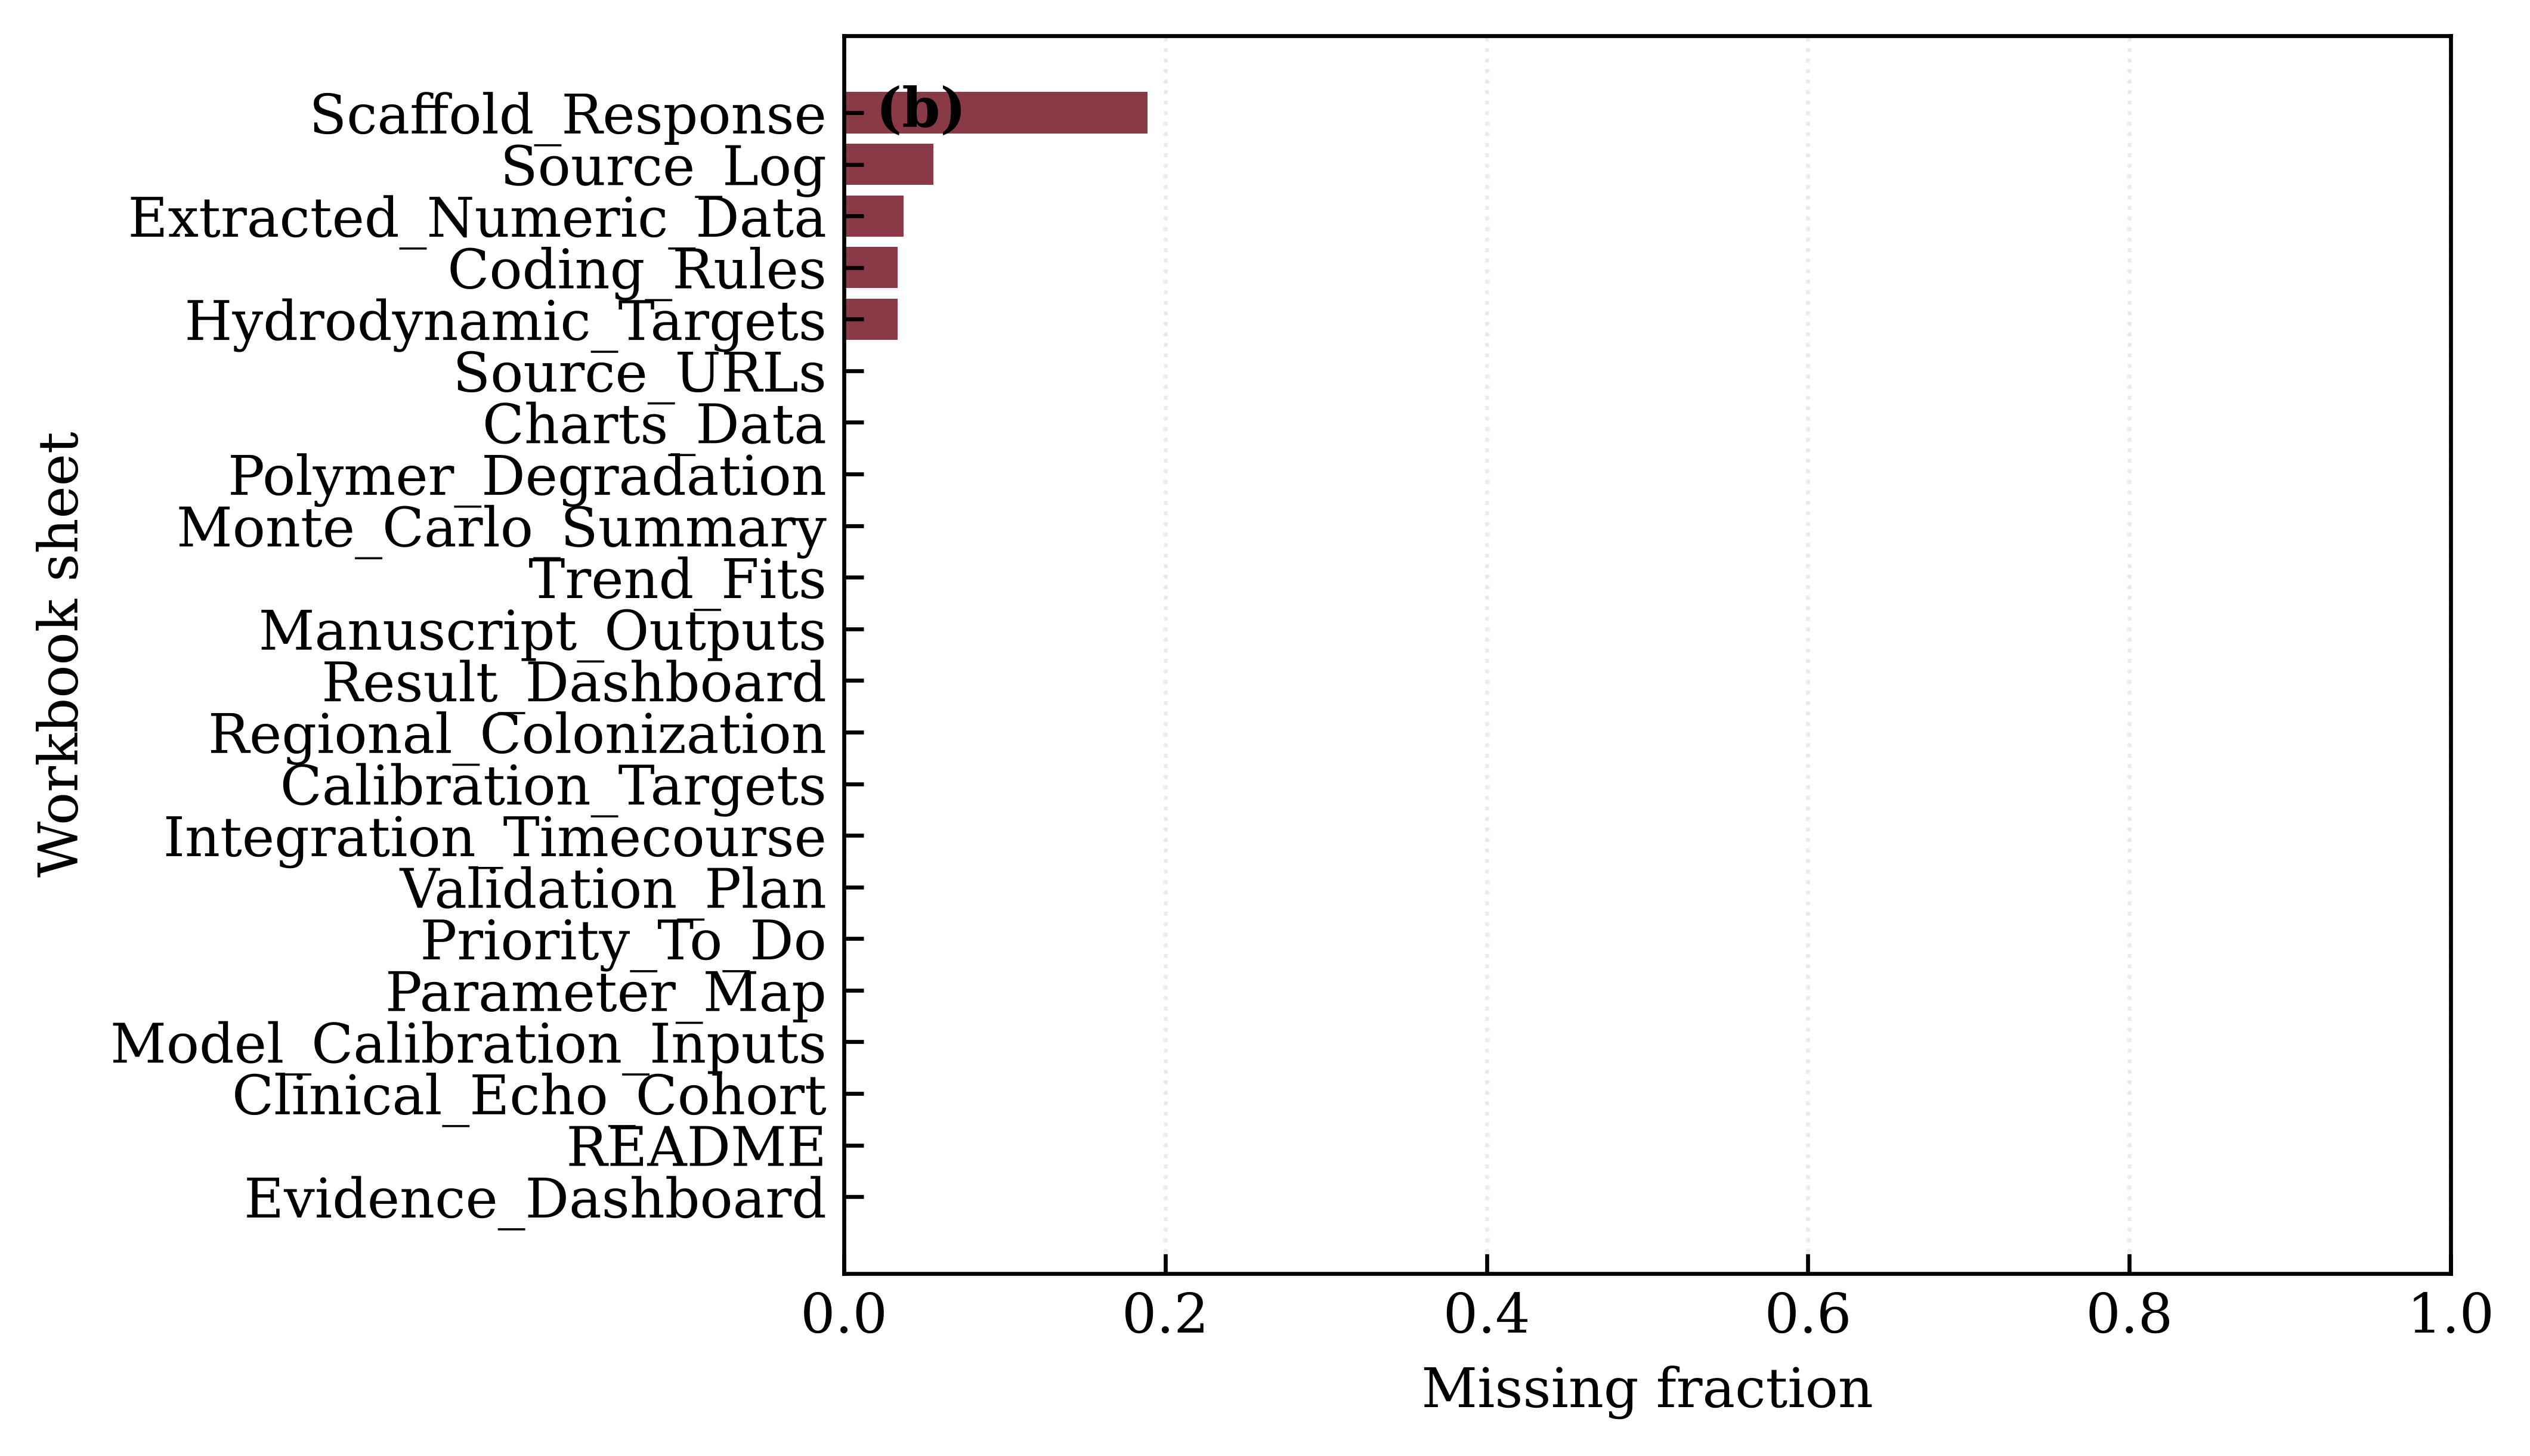 (b)
Scaffold_Response
Source_Log
Extracted_Numeric_Data
Coding_Rules
Hydrodynamic_Targets
Source_URLs
Charts_Data
Polymer_Degradation
Monte_Carlo_Summary
Trend_Fits
Manuscript_Outputs
Result_Dashboard
Regional_Colonization
Calibration_Targets
Integration_Timecourse
Validation_Plan
Priority_To_Do
Parameter_Map
Model_Calibration_Inputs
Clinical_Echo_Cohort
README
Evidence_Dashboard
Workbook sheet
0.0 0.2 0.4 0.6 0.8 1.0
Missing fraction